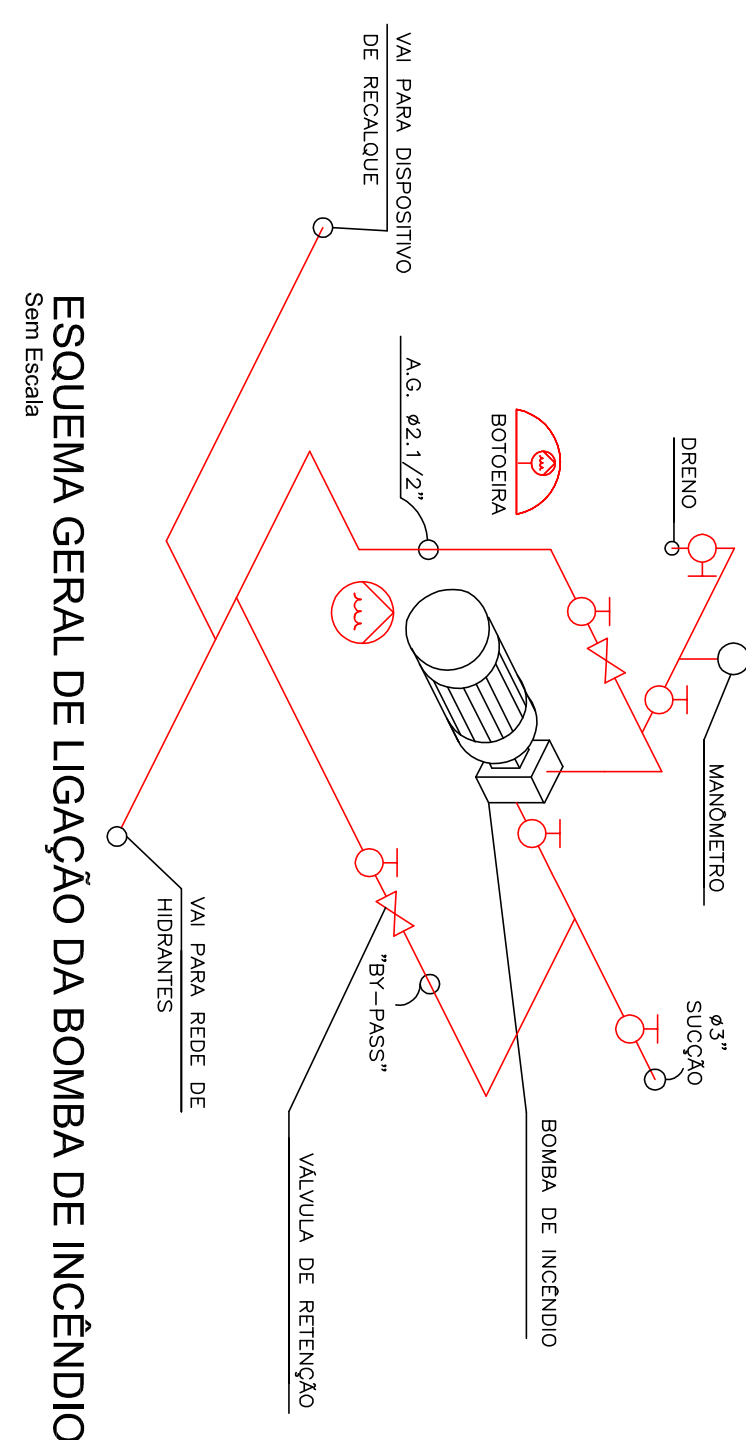 DRENO
MANÔMETRO
ø3"
SUCÇÃO
BOTOEIRA
BOMBA DE INCÊNDIO
A.G. ø2.1/2"
VAI PARA DISPOSITIVO
DE RECALQUE
"BY-PASS"
VÁLVULA DE RETENÇÃO
VAI PARA REDE DE
HIDRANTES
ESQUEMA GERAL DE LIGAÇÃO DA BOMBA DE INCÊNDIO
Sem Escala